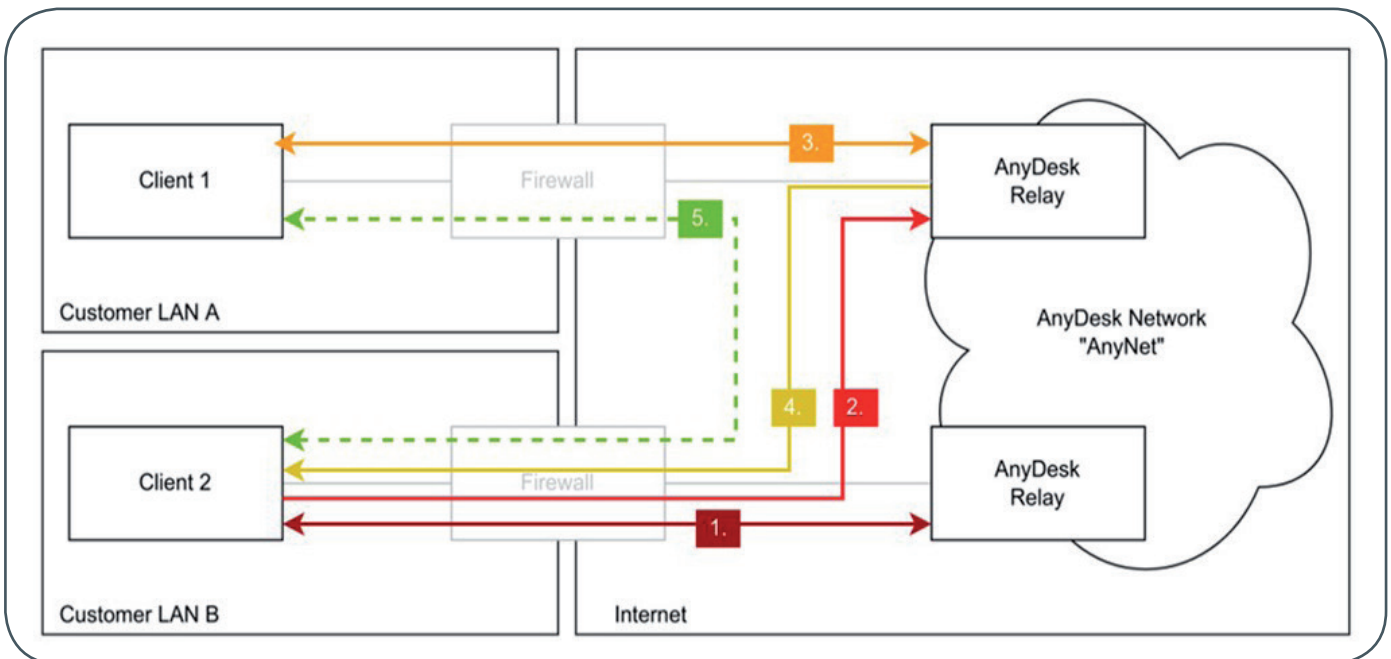 3.
Client 1
Firewall
AnyDesk
Relay
5.
Customer LAN A
AnyDesk Network
"AnyNet"
4.
2.
Client 2
Firewall
AnyDesk
Relay
1.
Customer LAN B
Internet